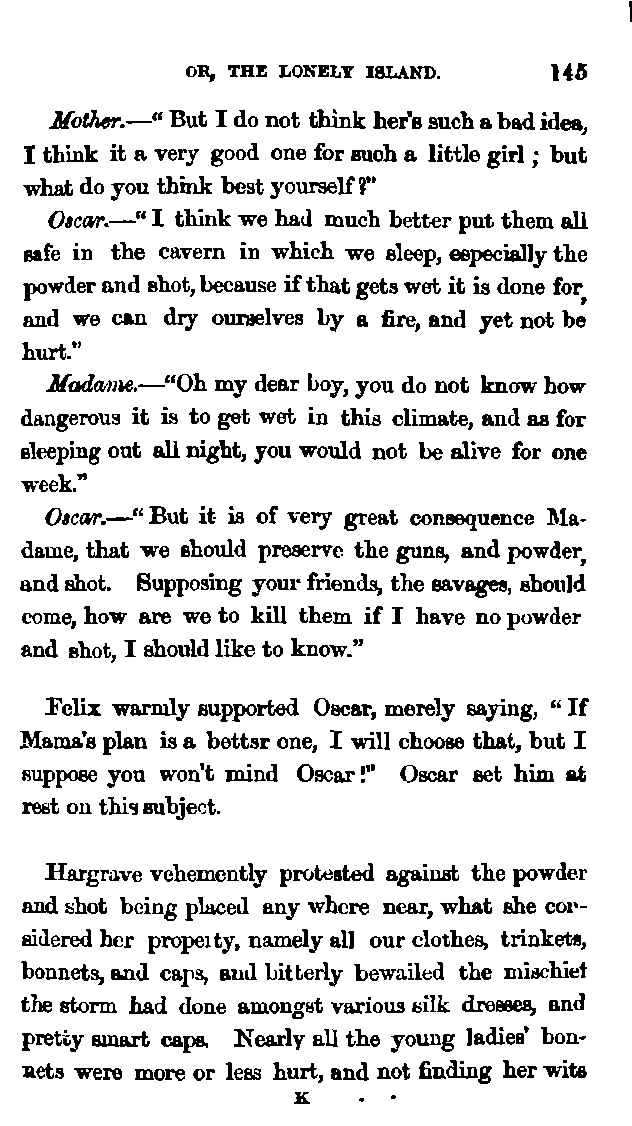 OR, THE LONELY ISLAND. 145
Mother.—“ But I do not think her's such a bad idea,
I think it a very good one for such a little girl ; but
what do you think best yourself?"
Oscar.—“ I think we had much better put them all
safe in the cavern in which we sleep, especially the
powder and shot, because if that gets wet it is done for,
and we can dry ourselves by a fire, and yet not be
hurt."
Madame.—“Oh my dear boy, you do not know how
dangerous it is to get wet in this climate, and as for
sleeping out all night, you would not be alive for one
week.”
Oscar.—“ But it is of very great consequence Ma-
dame, that we should preserve the guns, and powder,
and shot. Supposing your friends, the savages, should
come, how are we to kill them if I have no powder
and shot, I should like to know.”
Felix warmly supported Oscar, merely saying, “ If
Mama's plan is a bettsr one, I will choose that, but I
suppose you won't mind Oscar !" Oscar set him at
rest on this subject.
Hargrave vehemently protested against the powder
and shot being placed any where near, what she con-
sidered her property, namely all our clothes, trinkets,
bonnets, and caps, and bitterly bewailed the mischief
the storm had done amongst various silk dresses, and
pretty smart caps. Nearly all the young ladies' bon-
nets were more or less hurt, and not finding her wits
K